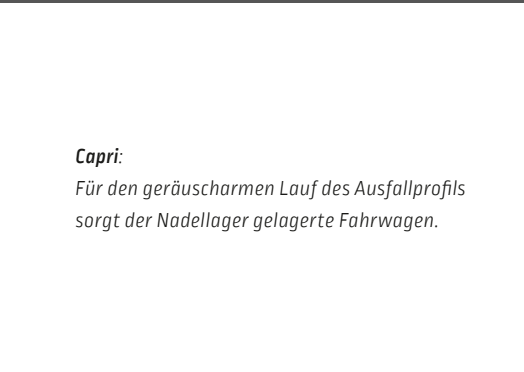 Capri:
Für den geräuscharmen Lauf des Ausfallprofils
sorgt der Nadellager gelagerte Fahrwagen.